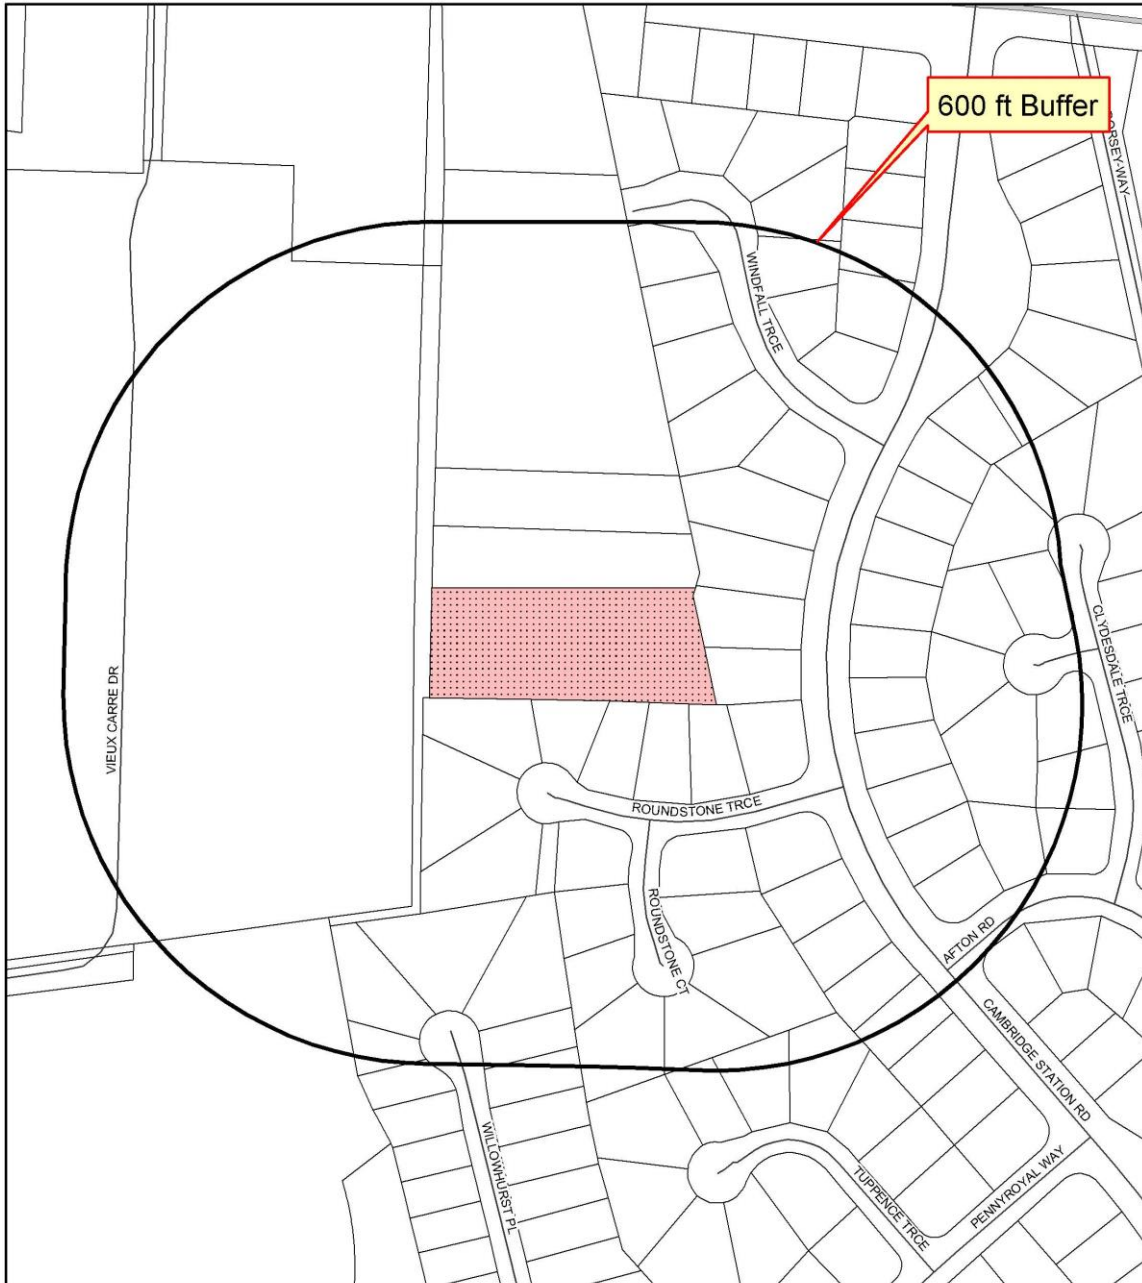 600 ft Buffer
DORSEY WAY
WINDFALL TRCE
CLYDESDALE TRCE
VIEUX CARRE DR
ROUNDSTONE TRCE
ROUNDSTONE CT
AFTON RD
CAMBRIDGE STATION RD
WILLOWHURST PL
TUPPENCE TRCE
PENNYROYAL WAY